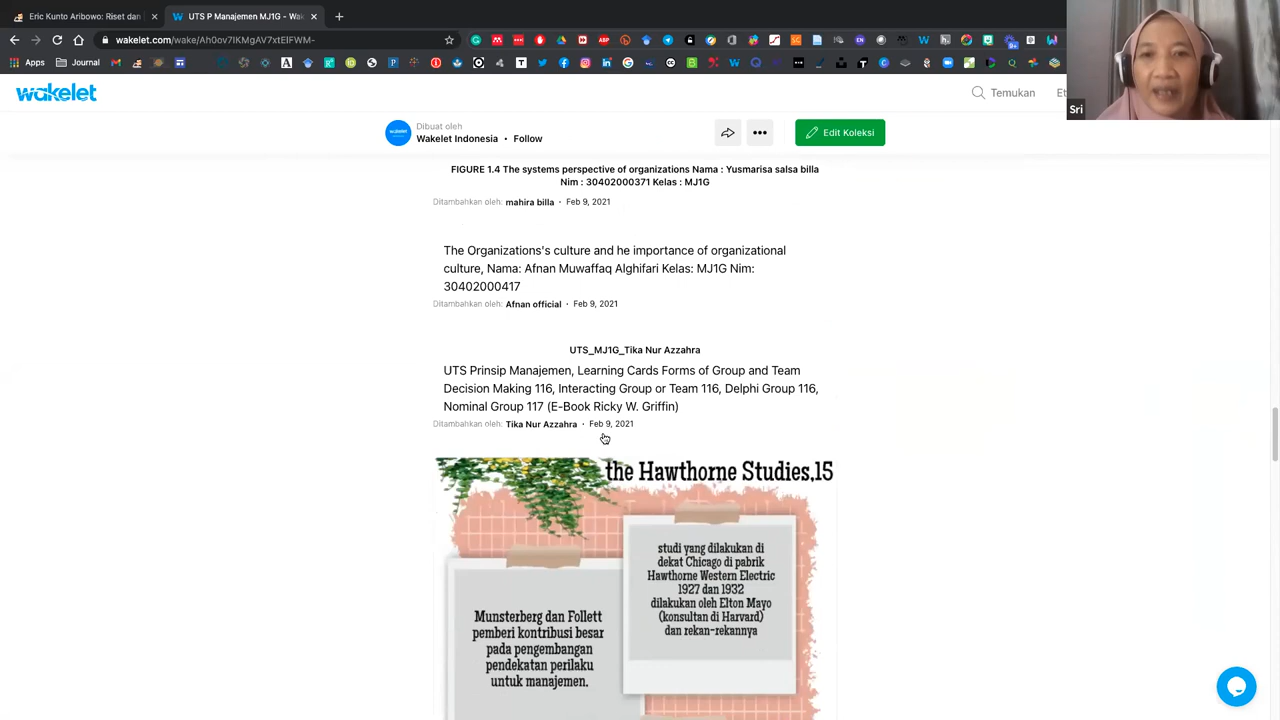 Eric Kunto Aribowo: Riset dan
UTS P Manajemen MJ1G - Wak
wakelet.com/wake/Ah0ov7IKMgAV7xtEIFWM-
Apps
Journal
wakelet
Temukan
Et
Dibuat oleh
Wakelet Indonesia • Follow
Edit Koleksi
Sri
FIGURE 1.4 The systems perspective of organizations Nama : Yusmarisa salsa billa
Nim : 30402000371 Kelas : MJ1G
Ditambahkan oleh: mahira billa • Feb 9, 2021
The Organizations's culture and he importance of organizational
culture, Nama: Afnan Muwaffaq Alghifari Kelas: MJ1G Nim:
30402000417
Ditambahkan oleh: Afnan official • Feb 9, 2021
UTS_MJ1G_Tika Nur Azzahra
UTS Prinsip Manajemen, Learning Cards Forms of Group and Team
Decision Making 116, Interacting Group or Team 116, Delphi Group 116,
Nominal Group 117 (E-Book Ricky W. Griffin)
Ditambahkan oleh: Tika Nur Azzahra • Feb 9, 2021
the Hawthorne Studies,15
studi yang dilakukan di
dekat Chicago di pabrik
Hawthorne Western Electric
1927 dan 1932
dilakukan oleh Elton Mayo
(konsultan di Harvard)
dan rekan-rekannya
Munsterberg dan Follett
pemberi kontribusi besar
pada pengembangan
pendekatan perilaku
untuk manajemen.